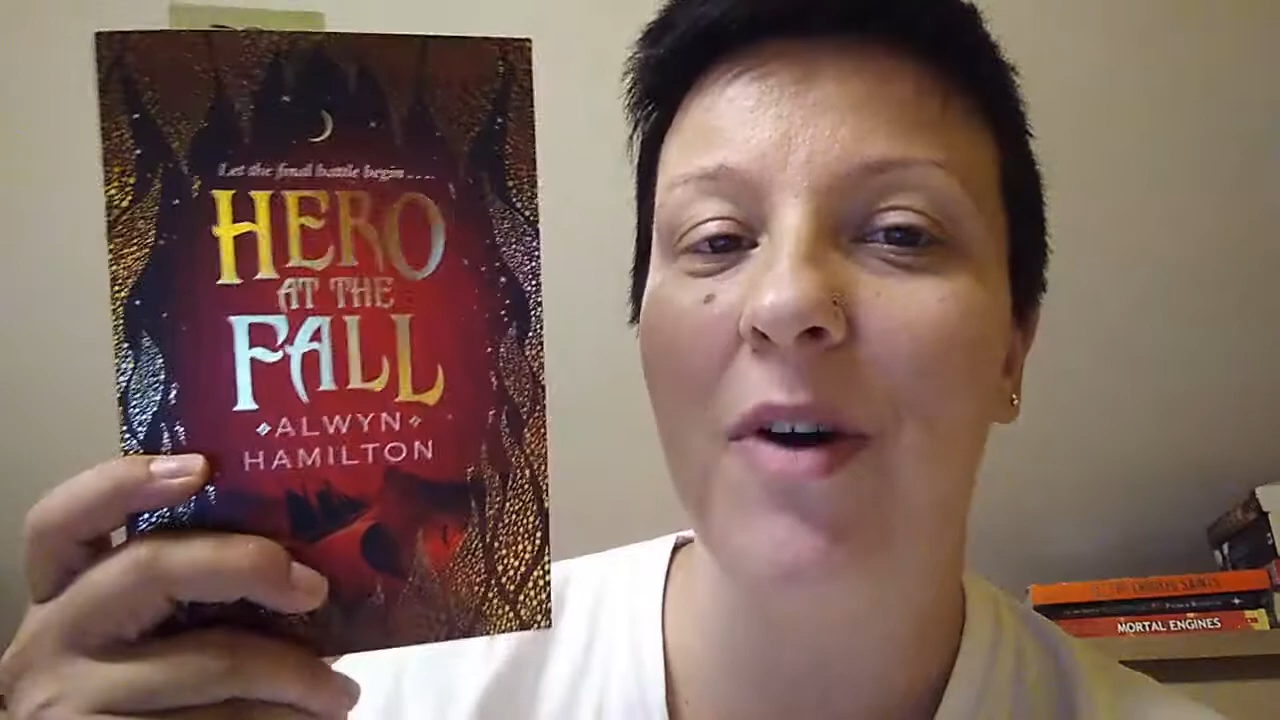 Let the final battle begin....
HERO
AT THE
FALL
ALWYN
HAMILTON
MORTAL ENGINES